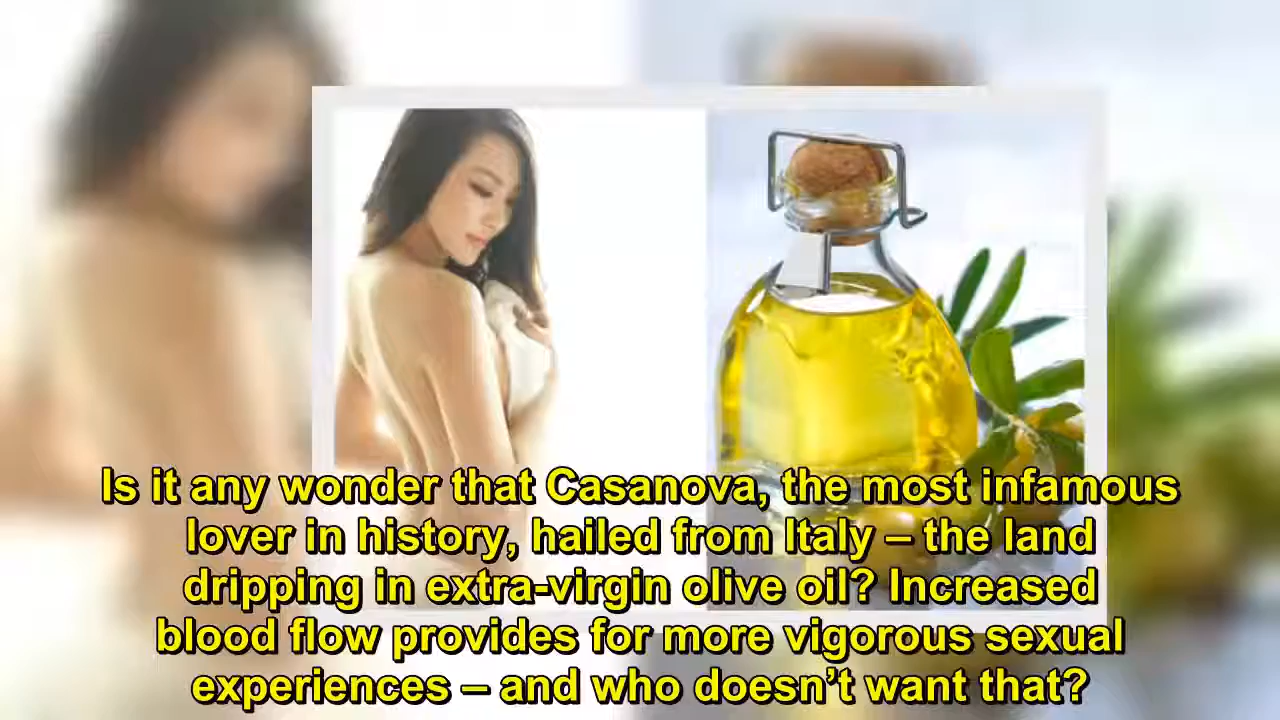 Is it any wonder that Casanova, the most infamous
lover in history, hailed from Italy – the land
dripping in extra-virgin olive oil? Increased
blood flow provides for more vigorous sexual
experiences – and who doesn’t want that?